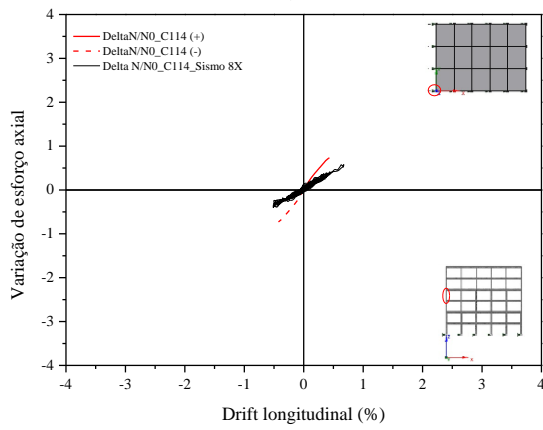 DeltaN/N0_C114 (+)
DeltaN/N0_C114 (-)
Delta N/N0_C114_Sismo 8X
Variação de esforço axial
4
3
2
1
0
-1
-2
-3
-4
-4 -3 -2 -1 0 1 2 3 4
Drift longitudinal (%)